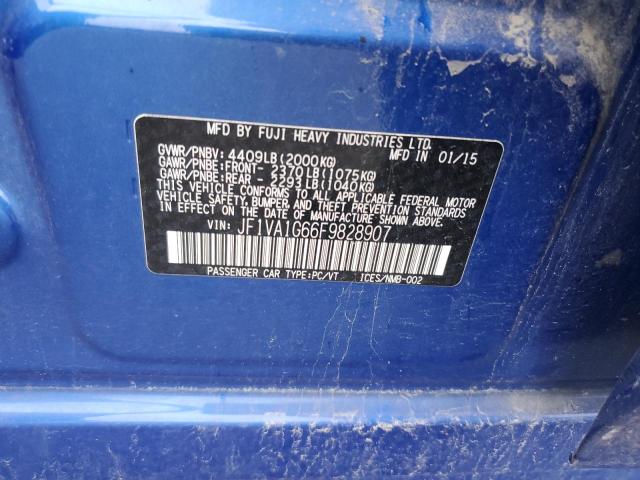 MFD BY FUJI HEAVY INDUSTRIES LTD.
GVWR/PNBV: 4409LB(2000KG) MFD IN 01/15
GAWR/PNBE:FRONT- 2370LB(1075KG)
GAWR/PNBE:REAR - 2293LB(1040KG)
THIS VEHICLE CONFORMS TO ALL APPLICABLE FEDERAL MOTOR
VEHICLE SAFETY, BUMPER, AND THEFT PREVENTION STANDARDS
IN EFFECT ON THE DATE OF MANUFACTURE SHOWN ABOVE.
VIN: JF1VA1G66F9828907
PASSENGER CAR TYPE:PC/VT ICES/NMB-002